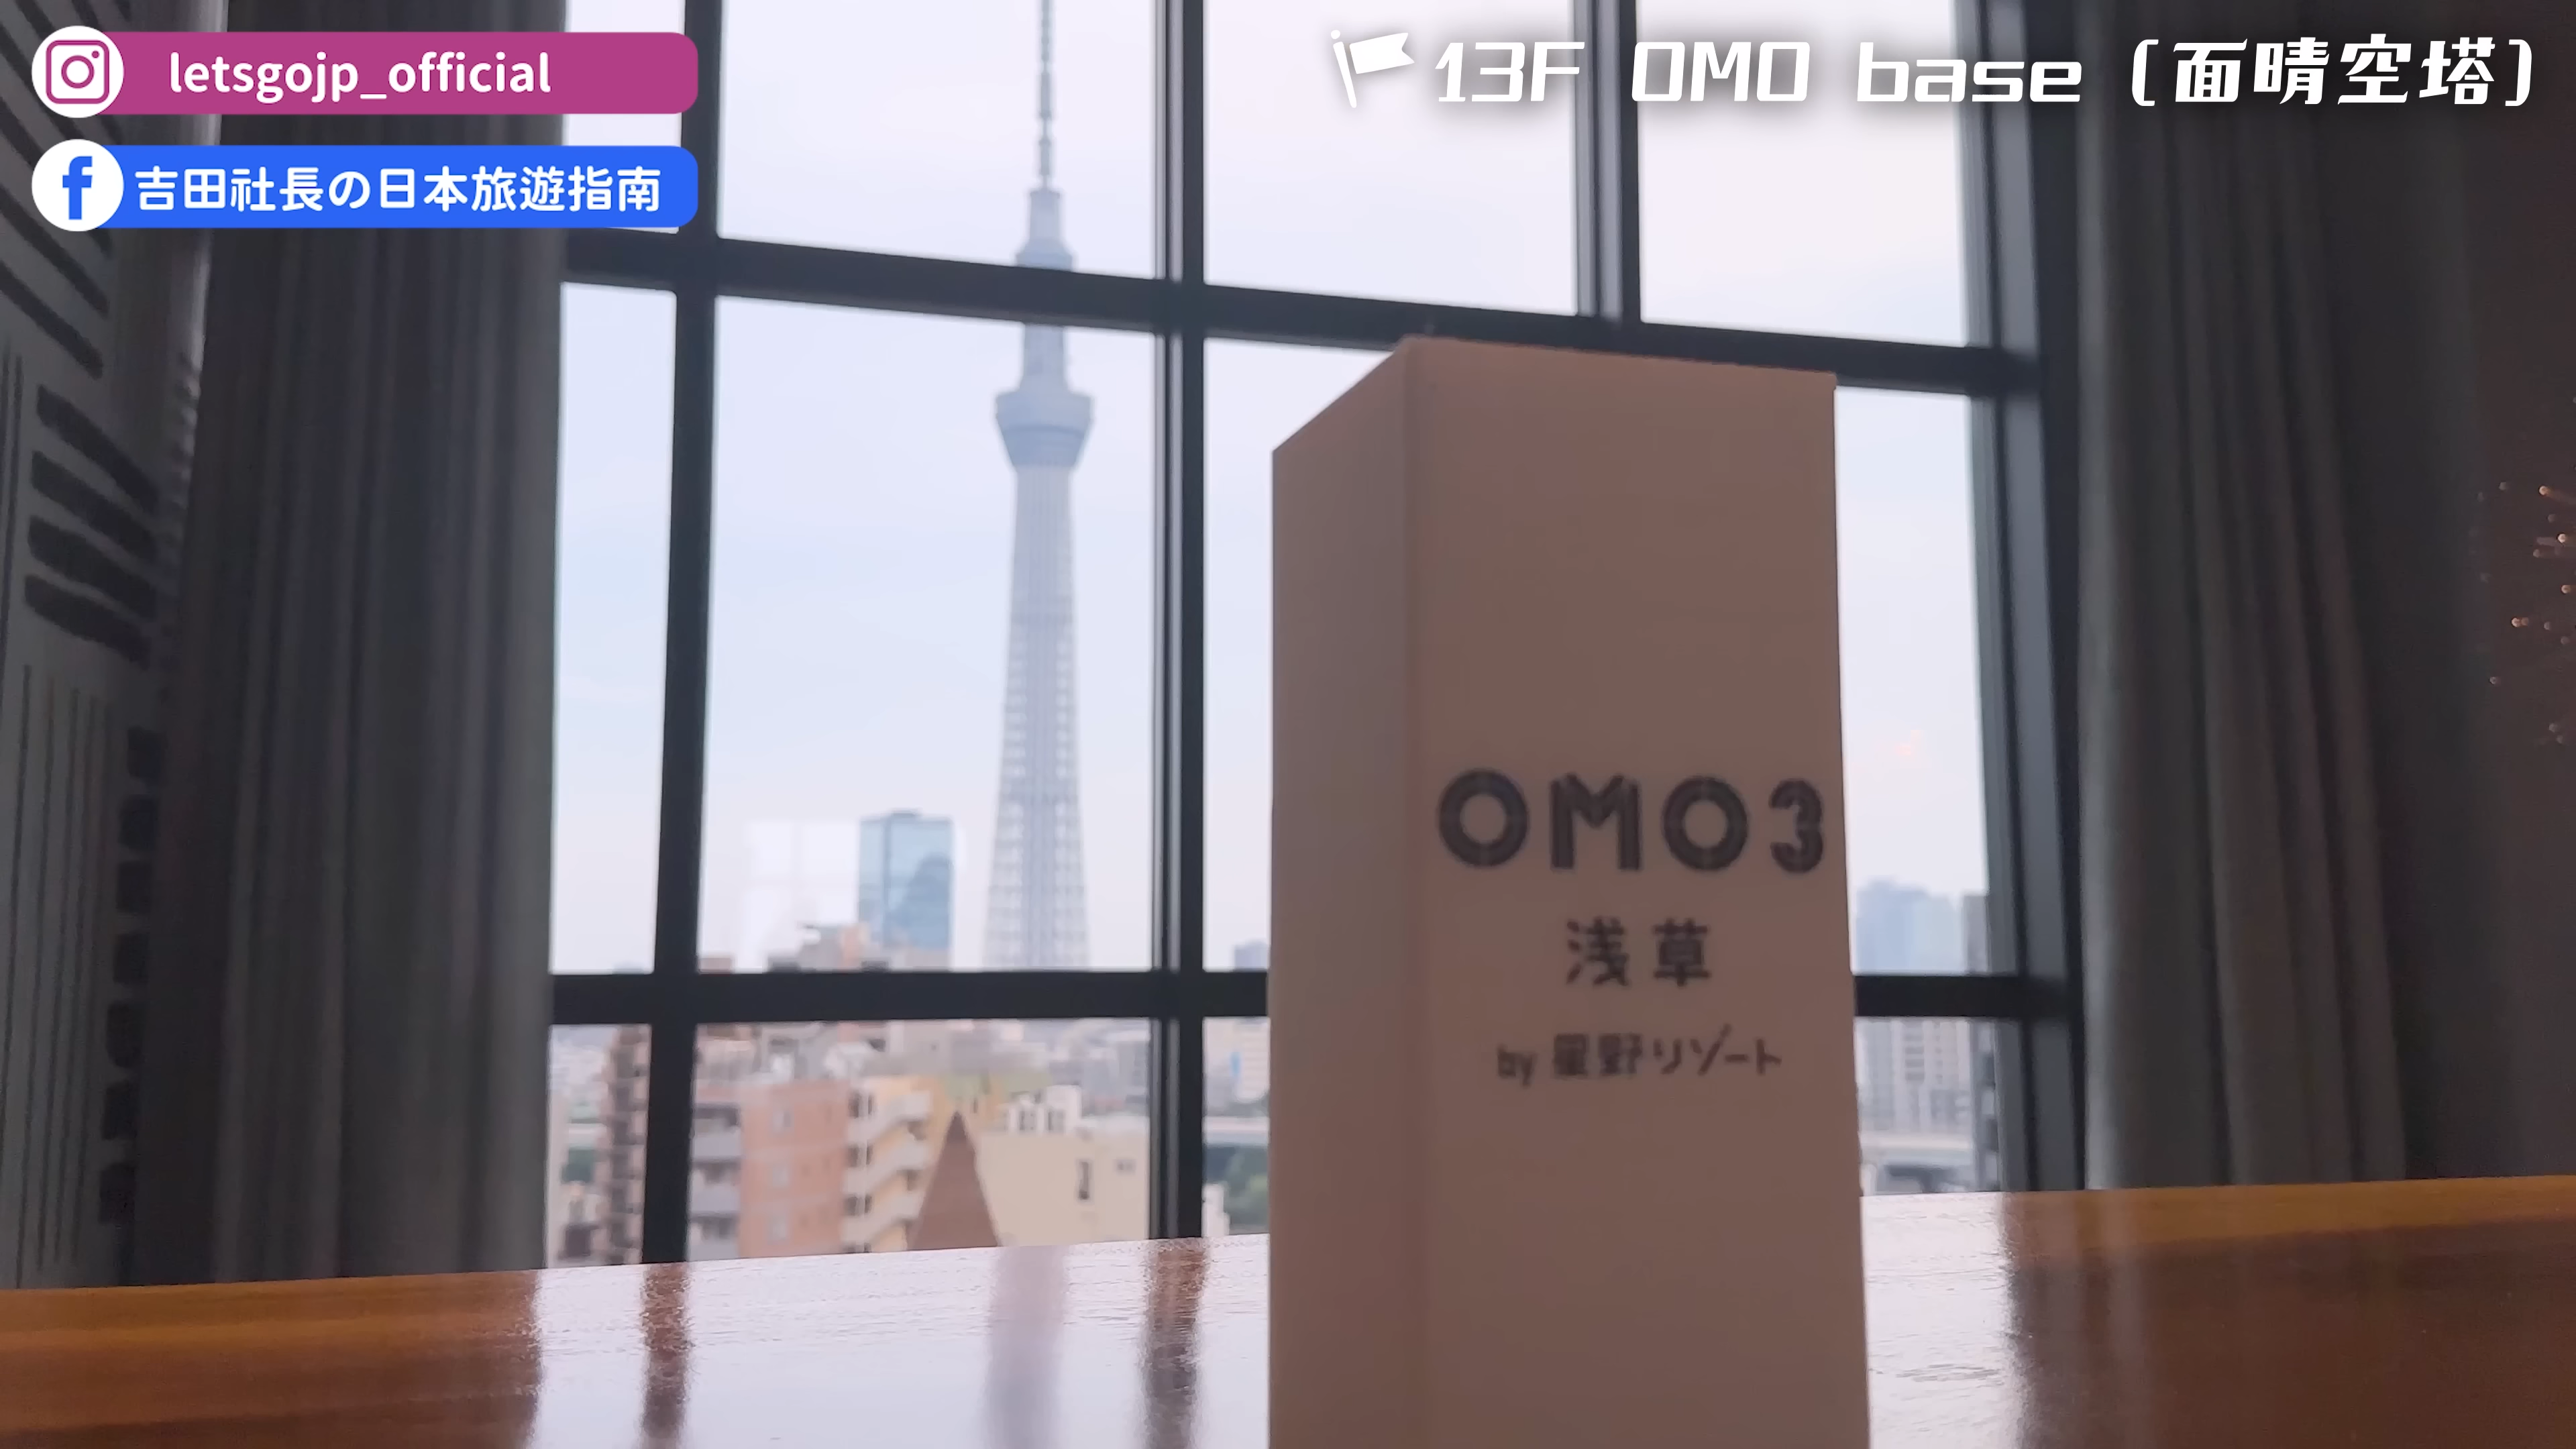 letsgojp_official
吉田社長の日本旅遊指南
13F OMO base (面晴空塔)
OMO3
浅草
by 星野リゾート